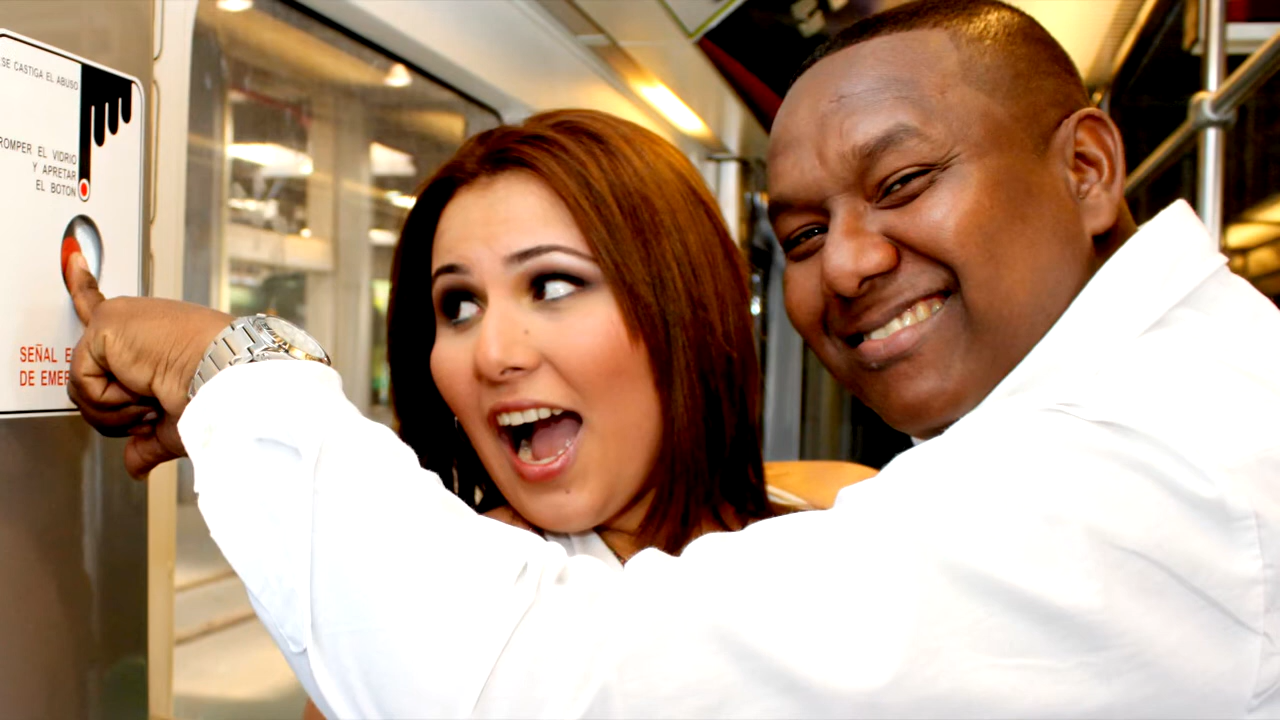 SE CASTIGA EL ABUSO
ROMPER EL VIDRIO
Y APRETAR
EL BOTON
SEÑAL E
DE EMER